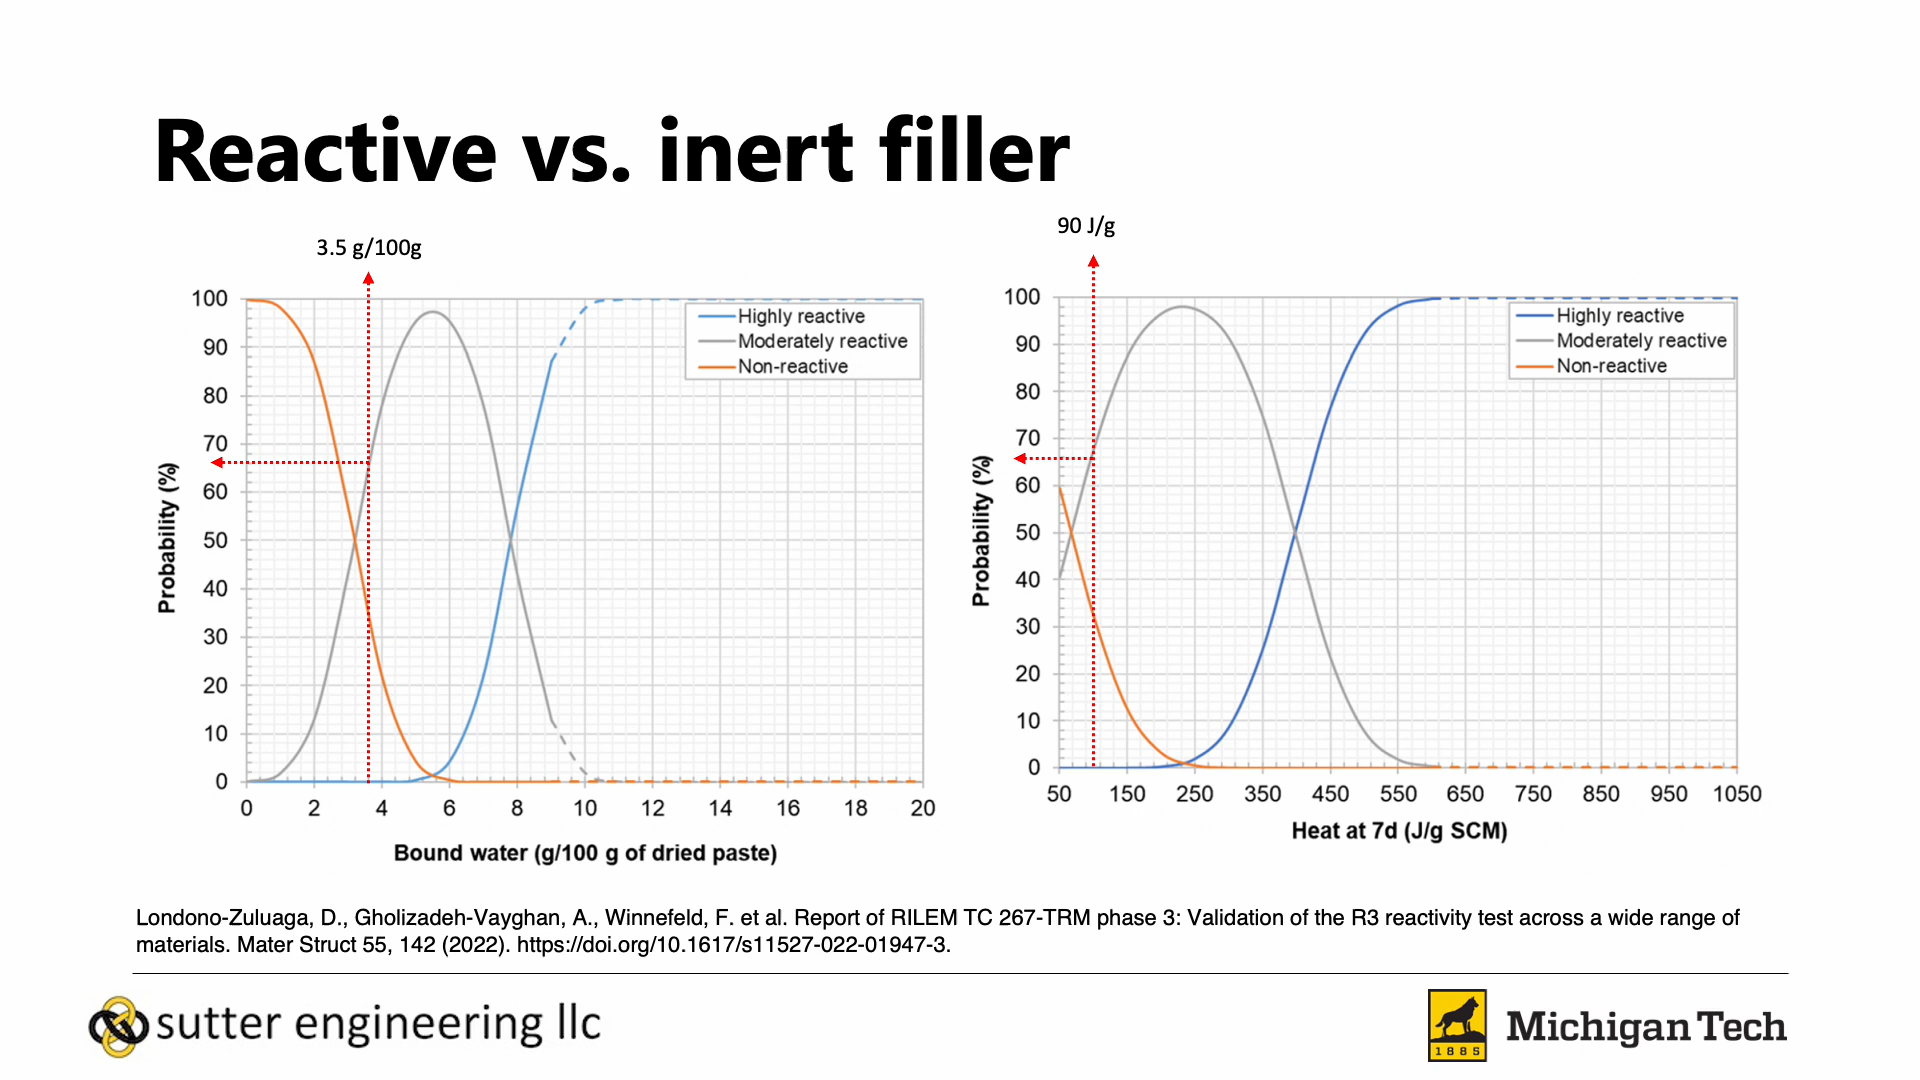 Reactive vs. inert filler
3.5 g/100g
90 J/g
100
90
80
70
60
50
40
30
20
10
0
Probability (%)
Highly reactive
Moderately reactive
Non-reactive
0 2 4 6 8 10 12 14 16 18 20
Bound water (g/100 g of dried paste)
100
90
80
70
60
50
40
30
20
10
0
Probability (%)
Highly reactive
Moderately reactive
Non-reactive
50 150 250 350 450 550 650 750 850 950 1050
Heat at 7d (J/g SCM)
Londono-Zuluaga, D., Gholizadeh-Vayghan, A., Winnefeld, F. et al. Report of RILEM TC 267-TRM phase 3: Validation of the R3 reactivity test across a wide range of
materials. Mater Struct 55, 142 (2022). https://doi.org/10.1617/s11527-022-01947-3.
sutter engineering llc
1885
Michigan Tech